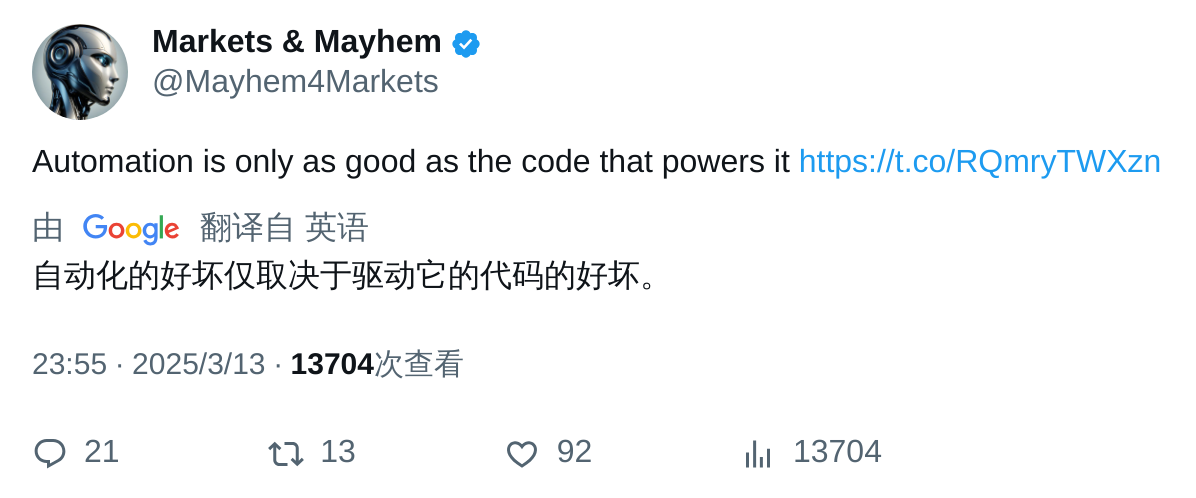 Markets & Mayhem
@Mayhem4Markets
Automation is only as good as the code that powers it https://t.co/RQmryTWXzn
由 Google 翻译自 英语
自动化的好坏仅取决于驱动它的代码的好坏。
23:55 · 2025/3/13 · 13704次查看
21 13 92 13704